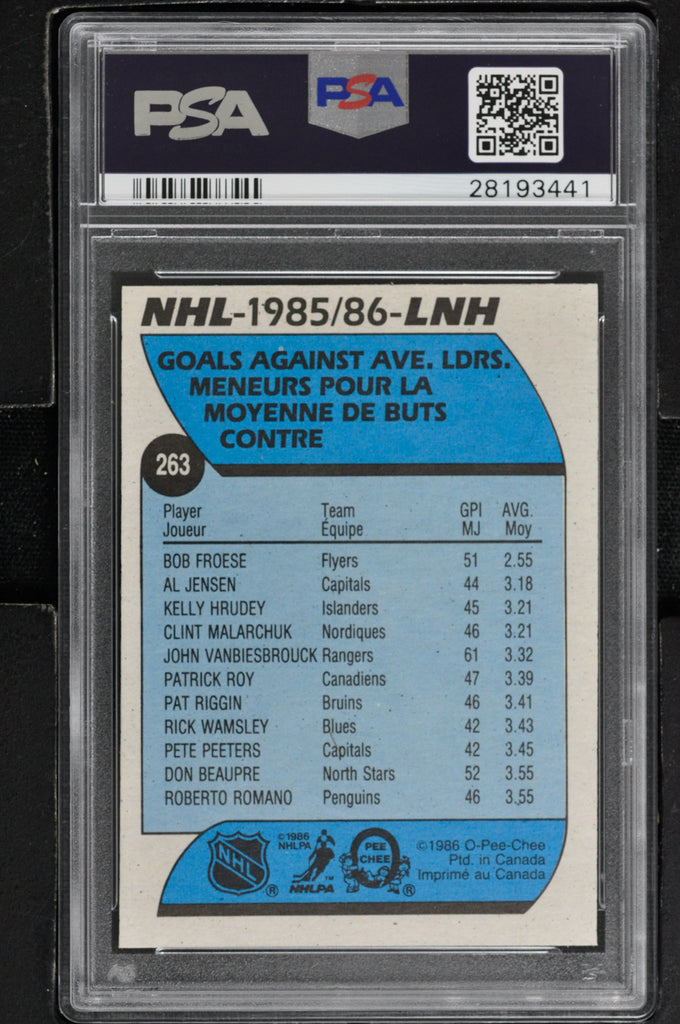 PSA
PSA
28193441
NHL-1985/86-LNH
GOALS AGAINST AVE. LDRS.
MENEURS POUR LA
MOYENNE DE BUTS
CONTRE
263
Player Team GPI AVG.
Joueur Équipe MJ Moy
BOB FROESE Flyers 51 2.55
AL JENSEN Capitals 44 3.18
KELLY HRUDEY Islanders 45 3.21
CLINT MALARCHUK Nordiques 46 3.21
JOHN VANBIESBROUCK Rangers 61 3.32
PATRICK ROY Canadiens 47 3.39
PAT RIGGIN Bruins 46 3.41
RICK WAMSLEY Blues 42 3.43
PETE PEETERS Capitals 42 3.45
DON BEAUPRE North Stars 52 3.55
ROBERTO ROMANO Penguins 46 3.55
NHL ®
©1986
NHLPA
NHLPA ™
O
PEE
CHEE ®
©1986 O-Pee-Chee
Ptd. in Canada
Imprimé au Canada